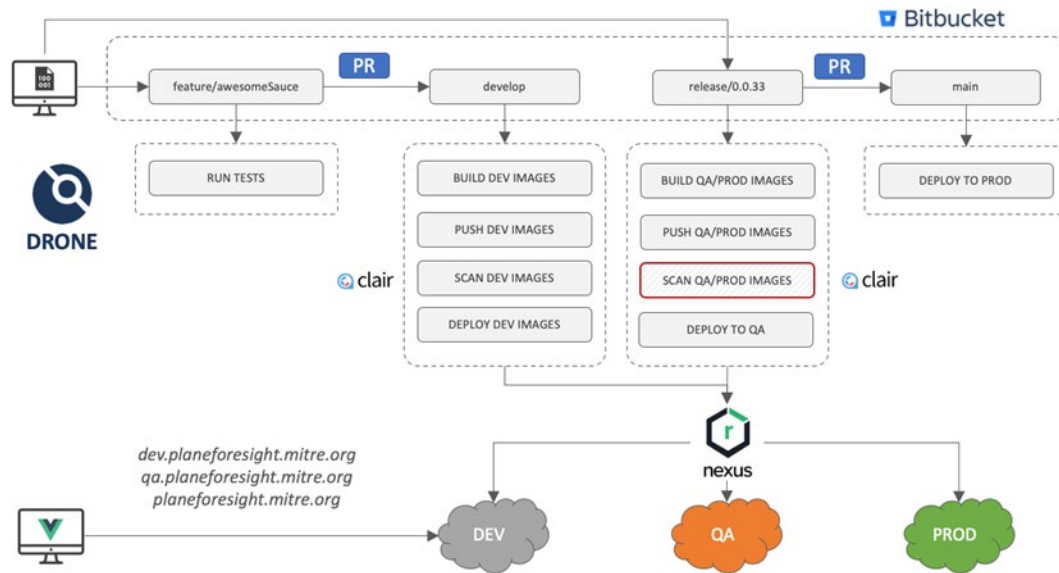 Bitbucket
100
001
PR
PR
feature/awesomeSauce
develop
release/0.0.33
main
RUN TESTS
BUILD DEV IMAGES
BUILD QA/PROD IMAGES
DEPLOY TO PROD
DRONE
PUSH DEV IMAGES
PUSH QA/PROD IMAGES
clair
SCAN DEV IMAGES
SCAN QA/PROD IMAGES
clair
DEPLOY DEV IMAGES
DEPLOY TO QA
r
nexus
dev.planeforesight.mitre.org
qa.planeforesight.mitre.org
planeforesight.mitre.org
DEV
QA
PROD